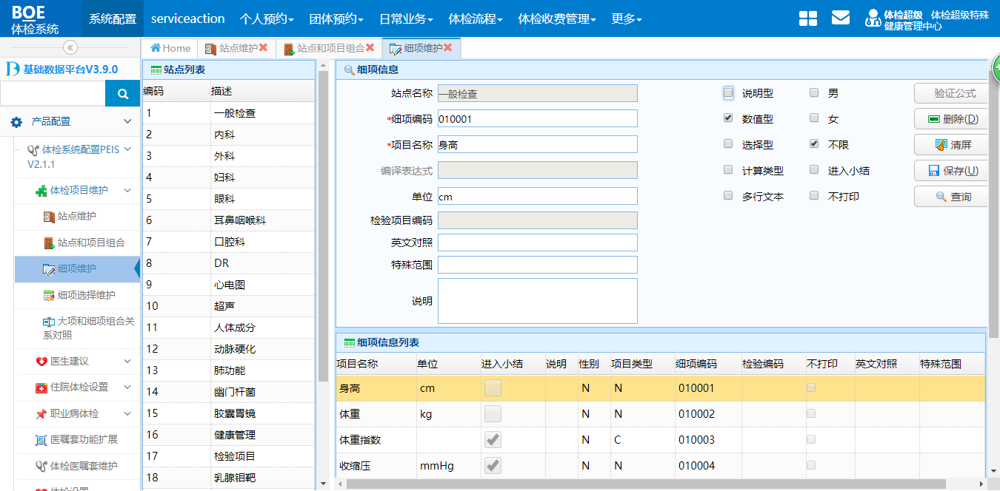 BOE
体检系统
系统配置 serviceaction 个人预约 团体预约 日常业务 体检流程 体检收费管理 更多
体检超级 体检超级特殊
健康管理中心
Home 站点维护 站点和项目组合 细项维护
基础数据平台V3.9.0
产品配置
体检系统配置PEIS
V2.1.1
体检项目维护
站点维护
站点和项目组合
细项维护
细项选择维护
大项和细项组合关
系对照
医生建议
住院体检设置
职业病体检
医嘱套功能扩展
体检医嘱套维护
体检设置
站点列表
编码 描述
1 一般检查
2 内科
3 外科
4 妇科
5 眼科
6 耳鼻咽喉科
7 口腔科
8 DR
9 心电图
10 超声
11 人体成分
12 动脉硬化
13 肺功能
14 幽门杆菌
15 胶囊胃镜
16 健康管理
17 检验项目
18 乳腺钼靶
细项信息
站点名称 一般检查 说明型 男 验证公式
*细项编码 010001 数值型 女 删除(D)
*项目名称 身高 选择型 不限 清屏
编译表达式 计算类型 进入小结 保存(U)
单位 cm 多行文本 不打印 查询
检验项目编码
英文对照
特殊范围
说明
细项信息列表
项目名称 单位 进入小结 说明 性别 项目类型 细项编码 检验编码 不打印 英文对照 特殊范围
身高 cm N N 010001
体重 kg N N 010002
体重指数 N C 010003
收缩压 mmHg N N 010004